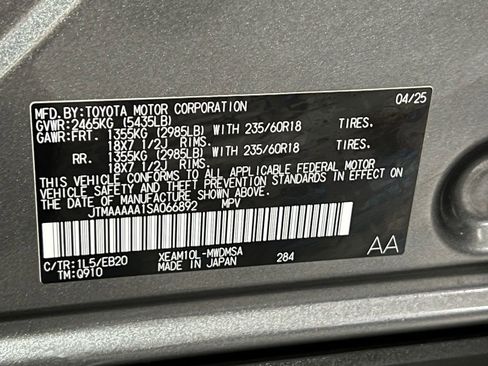 MFD.BY:TOYOTA MOTOR CORPORATION 04/25
GVWR:2465KG (5435LB)
GAWR:FRT. 1355KG (2985LB) WITH 235/60R18 TIRES.
18X7 1/2J RIMS.
RR. 1355KG (2985LB) WITH 235/60R18 TIRES.
18X7 1/2J RIMS.
THIS VEHICLE CONFORMS TO ALL APPLICABLE FEDERAL MOTOR
VEHICLE SAFETY AND THEFT PREVENTION STANDARDS IN EFFECT ON
THE DATE OF MANUFACTURE SHOWN ABOVE.
JTMAAAAA1SA066892 MPV
C/TR:1L5/EB20 XEAM10L-MWDMSA AA
TM:Q910 MADE IN JAPAN 284